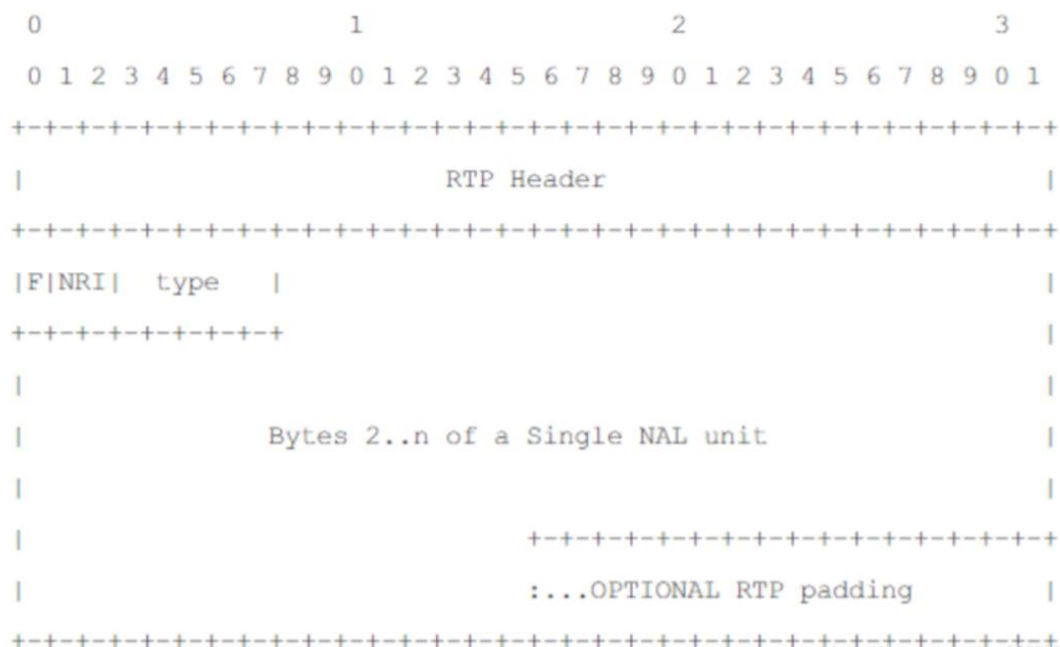 0                   1                   2                   3
0 1 2 3 4 5 6 7 8 9 0 1 2 3 4 5 6 7 8 9 0 1 2 3 4 5 6 7 8 9 0 1
+-+-+-+-+-+-+-+-+-+-+-+-+-+-+-+-+-+-+-+-+-+-+-+-+-+-+-+-+-+-+-+-+
|                          RTP Header                           |
+-+-+-+-+-+-+-+-+-+-+-+-+-+-+-+-+-+-+-+-+-+-+-+-+-+-+-+-+-+-+-+-+
|F|NRI|  type   |                                               |
+-+-+-+-+-+-+-+-+                                               |
|                                                               |
|               Bytes 2..n of a Single NAL unit                 |
|                                                               |
|                               +-+-+-+-+-+-+-+-+-+-+-+-+-+-+-+-+
|                               :...OPTIONAL RTP padding        |
+-+-+-+-+-+-+-+-+-+-+-+-+-+-+-+-+-+-+-+-+-+-+-+-+-+-+-+-+-+-+-+-+